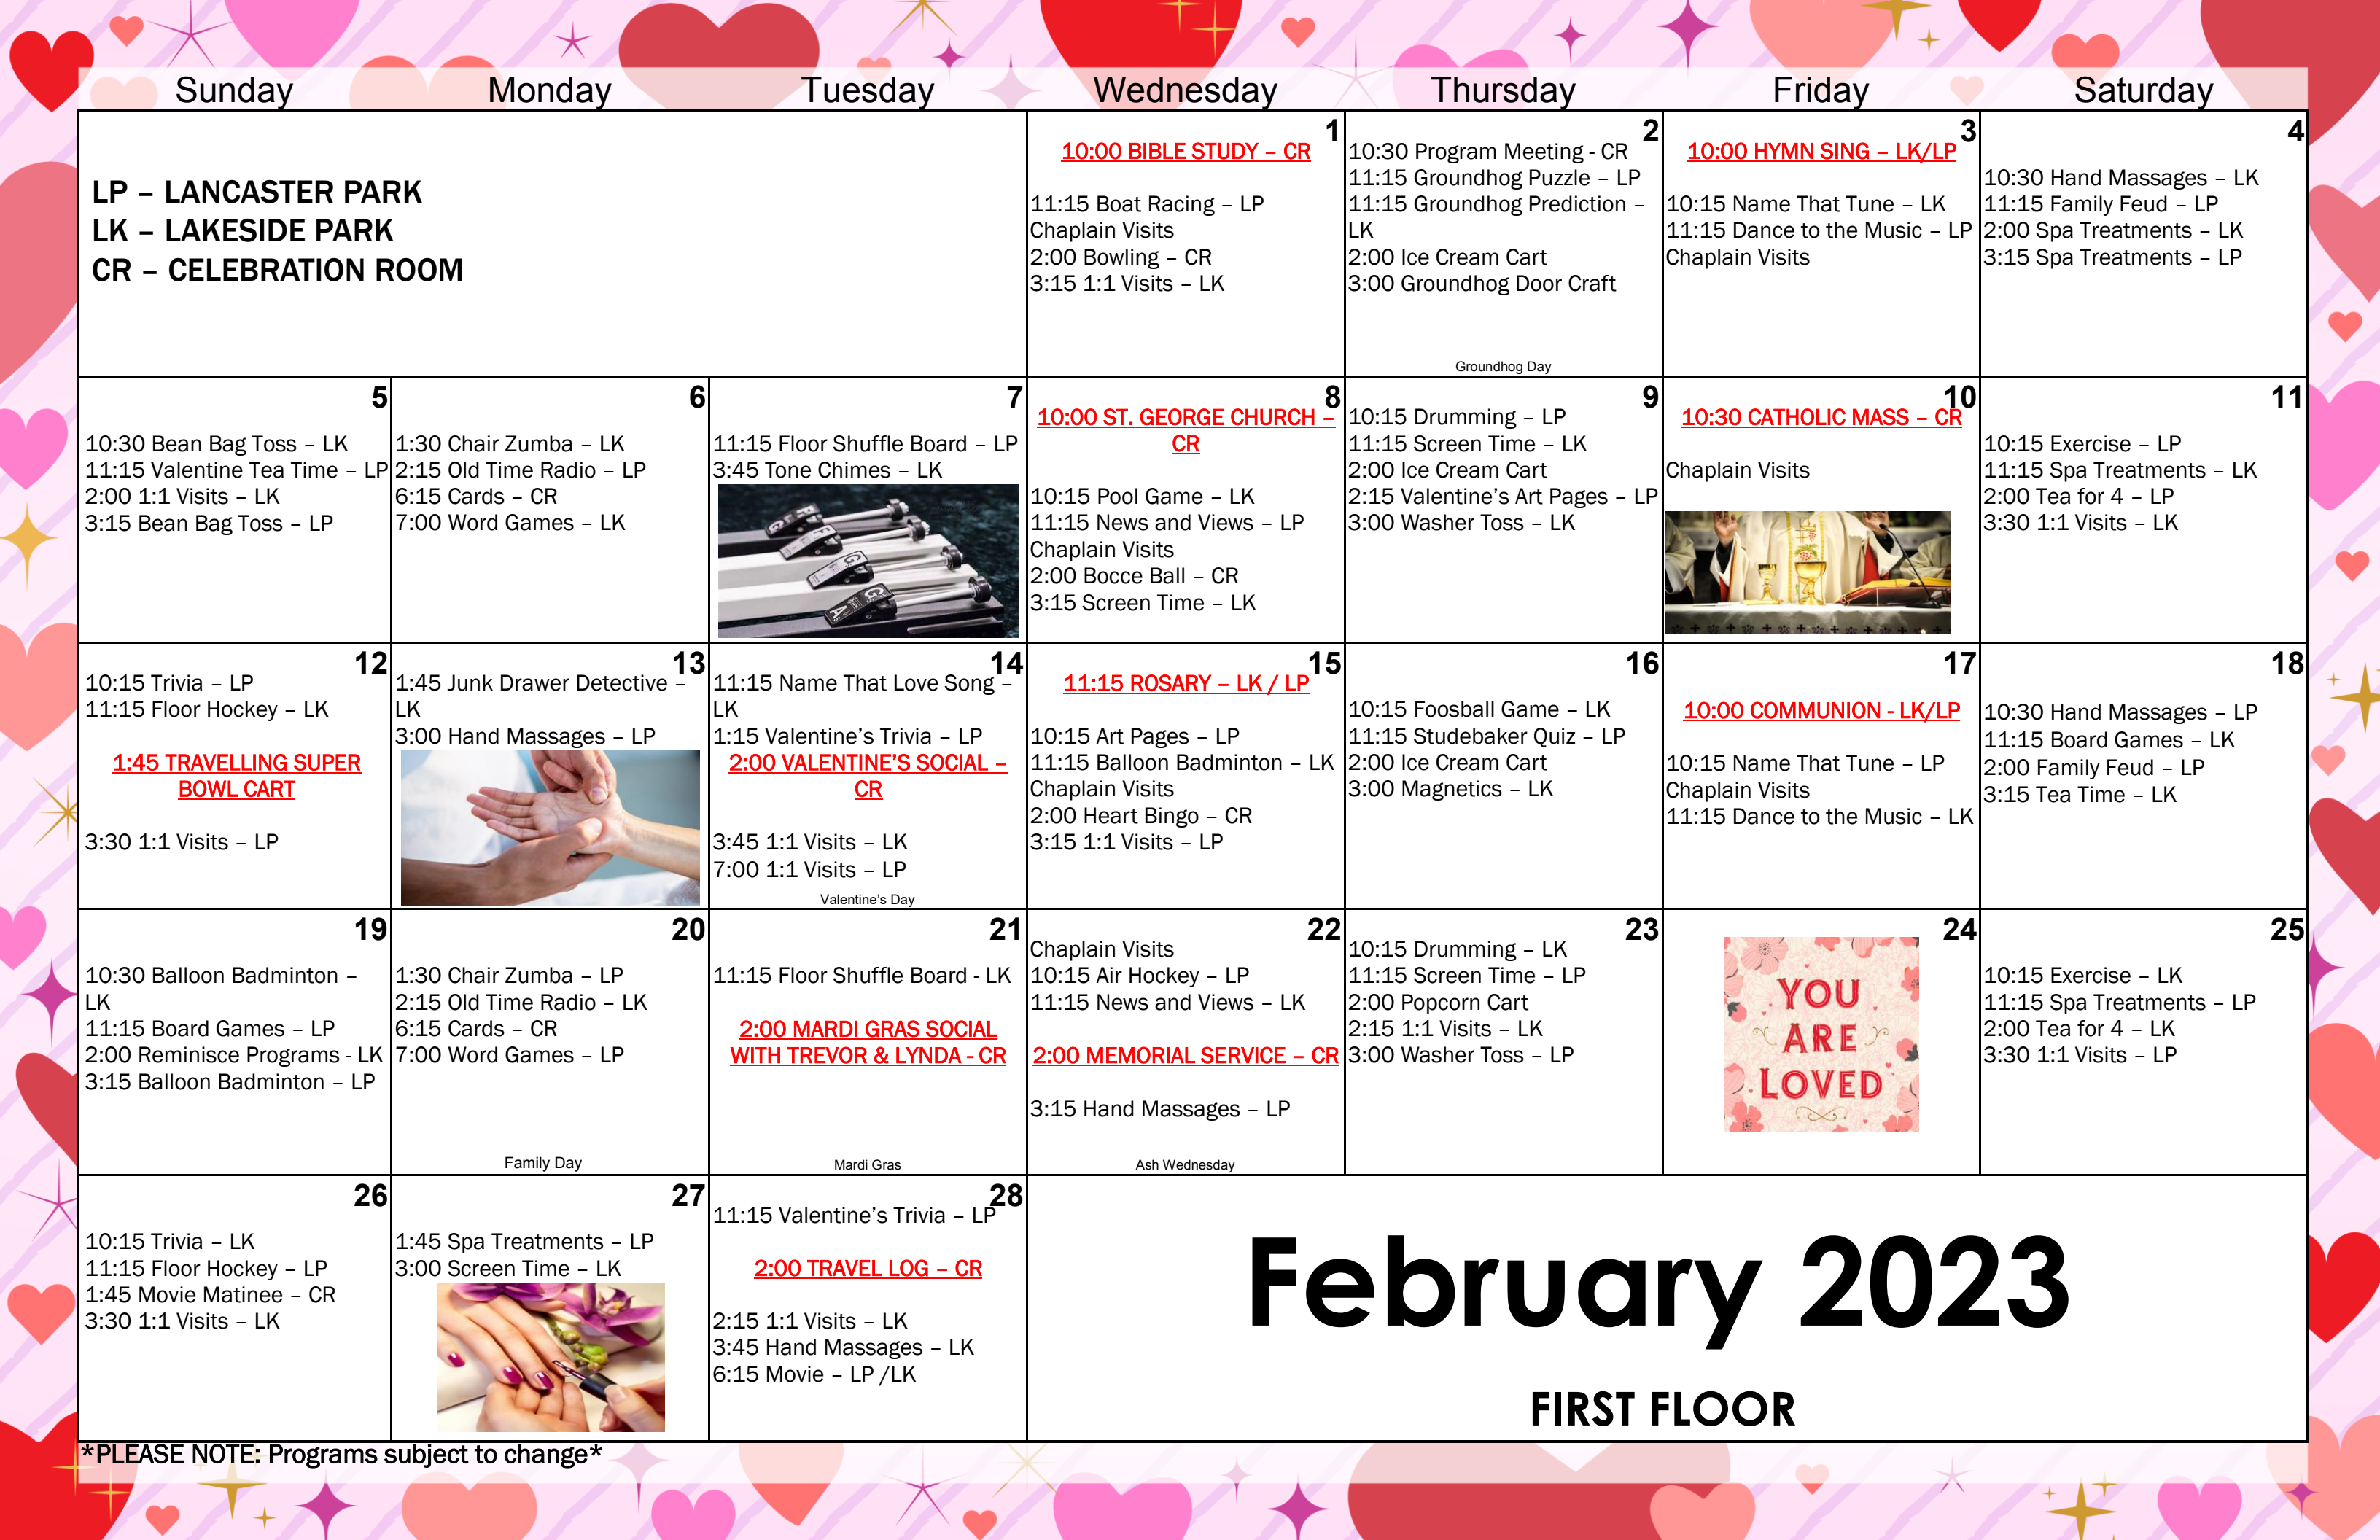 Sunday Monday Tuesday Wednesday Thursday Friday Saturday
LP – LANCASTER PARK
LK – LAKESIDE PARK
CR – CELEBRATION ROOM
1
10:00 BIBLE STUDY – CR
11:15 Boat Racing – LP
Chaplain Visits
2:00 Bowling – CR
3:15 1:1 Visits – LK
2
10:30 Program Meeting - CR
11:15 Groundhog Puzzle – LP
11:15 Groundhog Prediction –
LK
2:00 Ice Cream Cart
3:00 Groundhog Door Craft
Groundhog Day
3
10:00 HYMN SING – LK/LP
10:15 Name That Tune – LK
11:15 Dance to the Music – LP
Chaplain Visits
4
10:30 Hand Massages – LK
11:15 Family Feud – LP
2:00 Spa Treatments – LK
3:15 Spa Treatments – LP
5
10:30 Bean Bag Toss – LK
11:15 Valentine Tea Time – LP
2:00 1:1 Visits – LK
3:15 Bean Bag Toss – LP
6
1:30 Chair Zumba – LK
2:15 Old Time Radio – LP
6:15 Cards – CR
7:00 Word Games – LK
7
11:15 Floor Shuffle Board – LP
3:45 Tone Chimes – LK
8
10:00 ST. GEORGE CHURCH –
CR
10:15 Pool Game – LK
11:15 News and Views – LP
Chaplain Visits
2:00 Bocce Ball – CR
3:15 Screen Time – LK
9
10:15 Drumming – LP
11:15 Screen Time – LK
2:00 Ice Cream Cart
2:15 Valentine’s Art Pages – LP
3:00 Washer Toss – LK
10
10:30 CATHOLIC MASS – CR
Chaplain Visits
11
10:15 Exercise – LP
11:15 Spa Treatments – LK
2:00 Tea for 4 – LP
3:30 1:1 Visits – LK
12
10:15 Trivia – LP
11:15 Floor Hockey – LK
1:45 TRAVELLING SUPER
BOWL CART
3:30 1:1 Visits – LP
13
1:45 Junk Drawer Detective –
LK
3:00 Hand Massages – LP
14
11:15 Name That Love Song –
LK
1:15 Valentine’s Trivia – LP
2:00 VALENTINE’S SOCIAL –
CR
3:45 1:1 Visits – LK
7:00 1:1 Visits – LP
Valentine’s Day
15
11:15 ROSARY – LK / LP
10:15 Art Pages – LP
11:15 Balloon Badminton – LK
Chaplain Visits
2:00 Heart Bingo – CR
3:15 1:1 Visits – LP
16
10:15 Foosball Game – LK
11:15 Studebaker Quiz – LP
2:00 Ice Cream Cart
3:00 Magnetics – LK
17
10:00 COMMUNION - LK/LP
10:15 Name That Tune – LP
Chaplain Visits
11:15 Dance to the Music – LK
18
10:30 Hand Massages – LP
11:15 Board Games – LK
2:00 Family Feud – LP
3:15 Tea Time – LK
19
10:30 Balloon Badminton –
LK
11:15 Board Games – LP
2:00 Reminisce Programs - LK
3:15 Balloon Badminton – LP
20
1:30 Chair Zumba – LP
2:15 Old Time Radio – LK
6:15 Cards – CR
7:00 Word Games – LP
Family Day
21
11:15 Floor Shuffle Board - LK
2:00 MARDI GRAS SOCIAL
WITH TREVOR & LYNDA - CR
Mardi Gras
22
Chaplain Visits
10:15 Air Hockey – LP
11:15 News and Views – LK
2:00 MEMORIAL SERVICE – CR
3:15 Hand Massages – LP
Ash Wednesday
23
10:15 Drumming – LK
11:15 Screen Time – LP
2:00 Popcorn Cart
2:15 1:1 Visits – LK
3:00 Washer Toss – LP
24
YOU
ARE
LOVED
25
10:15 Exercise – LK
11:15 Spa Treatments – LP
2:00 Tea for 4 – LK
3:30 1:1 Visits – LP
26
10:15 Trivia – LK
11:15 Floor Hockey – LP
1:45 Movie Matinee – CR
3:30 1:1 Visits – LK
27
1:45 Spa Treatments – LP
3:00 Screen Time – LK
28
11:15 Valentine’s Trivia – LP
2:00 TRAVEL LOG – CR
2:15 1:1 Visits – LK
3:45 Hand Massages – LK
6:15 Movie – LP /LK
February 2023
FIRST FLOOR
*PLEASE NOTE: Programs subject to change*